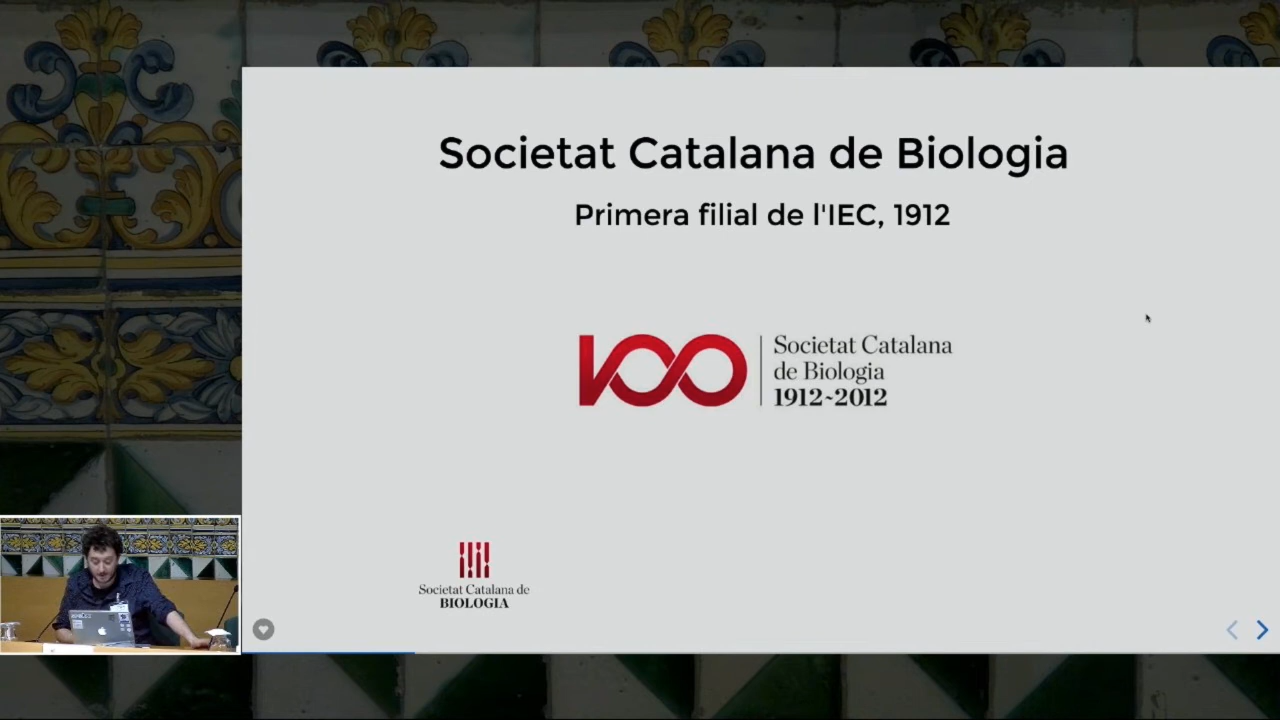 Societat Catalana de Biologia
Primera filial de l'IEC, 1912
100
Societat Catalana
de Biologia
1912~2012
Societat Catalana de
BIOLOGIA